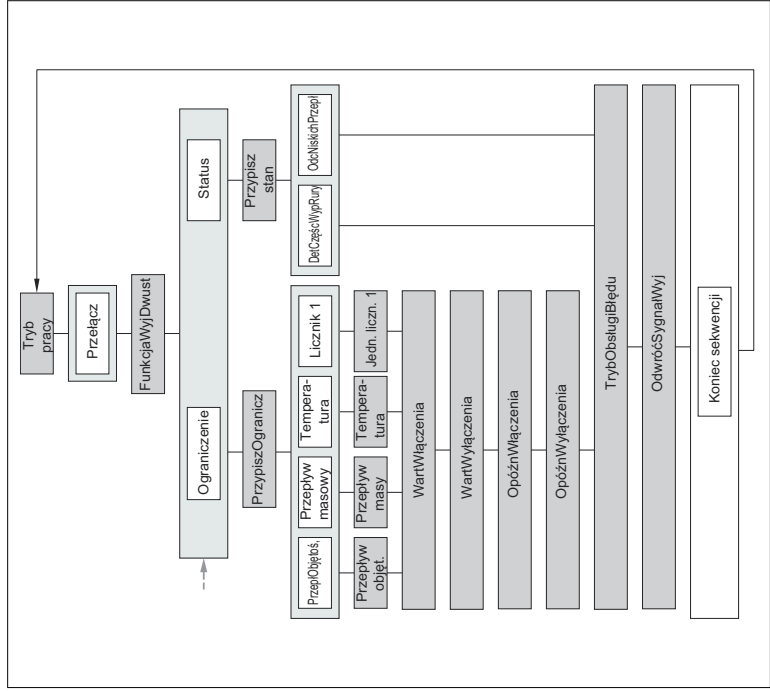 Tryb
pracy
Przełącz
FunkcjaWyjDwust
Ograniczenie
Status
PrzypiszOgranicz
Przypisz
stan
PrzepłObjętoś,
Przepływ
masowy
Tempera-
tura
Licznik 1
DetCzęścWypRury
OdcNiskichPrzepł
Przepływ
objęt.
Przepływ
masy
Tempera-
tura
Jedn. liczn. 1
WartWłączenia
WartWyłączenia
OpóźnWłączenia
OpóźnWyłączenia
TrybObsługiBłędu
OdwróćSygnałWyj
Koniec sekwencji